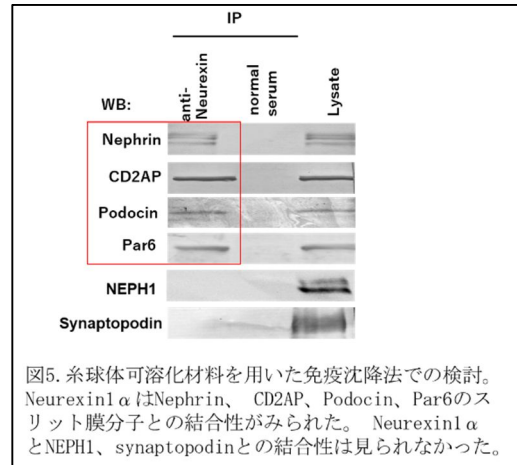 IP
WB:
anti-
Neurexin
normal
serum
Lysate
Nephrin
CD2AP
Podocin
Par6
NEPH1
Synaptopodin
図5. 糸球体可溶化材料を用いた免疫沈降法での検討。
Neurexin1αはNephrin、 CD2AP、Podocin、Par6のス
リット膜分子との結合性がみられた。 Neurexin1α
とNEPH1、synaptopodinとの結合性は見られなかった。